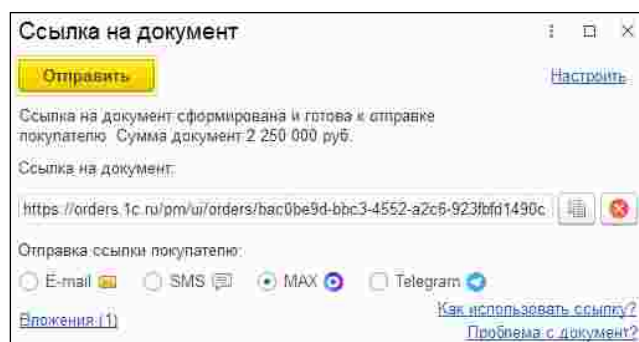 Ссылка на документ
Отправить
Настроить
Ссылка на документ сформирована и готова к отправке
покупателю Сумма документ 2 250 000 руб.
Ссылка на документ:
https://orders.1c.ru/pm/ui/orders/bac0be9d-bbc3-4552-a2c6-923fbfd1490c
Отправка ссылки покупателю:
E-mail SMS MAX Telegram
Вложения (1)
Как использовать ссылку?
Проблема с документ?